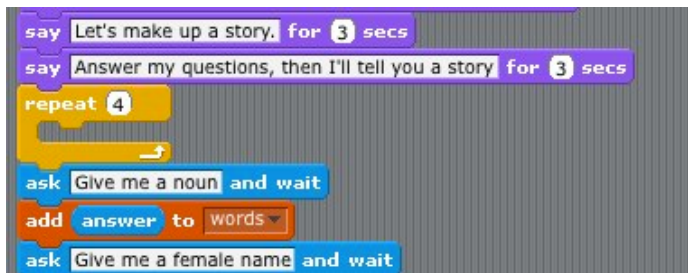 say Let's make up a story. for 3 secs
say Answer my questions, then I'll tell you a story for 3 secs
repeat 4
ask Give me a noun and wait
add answer to words
ask Give me a female name and wait